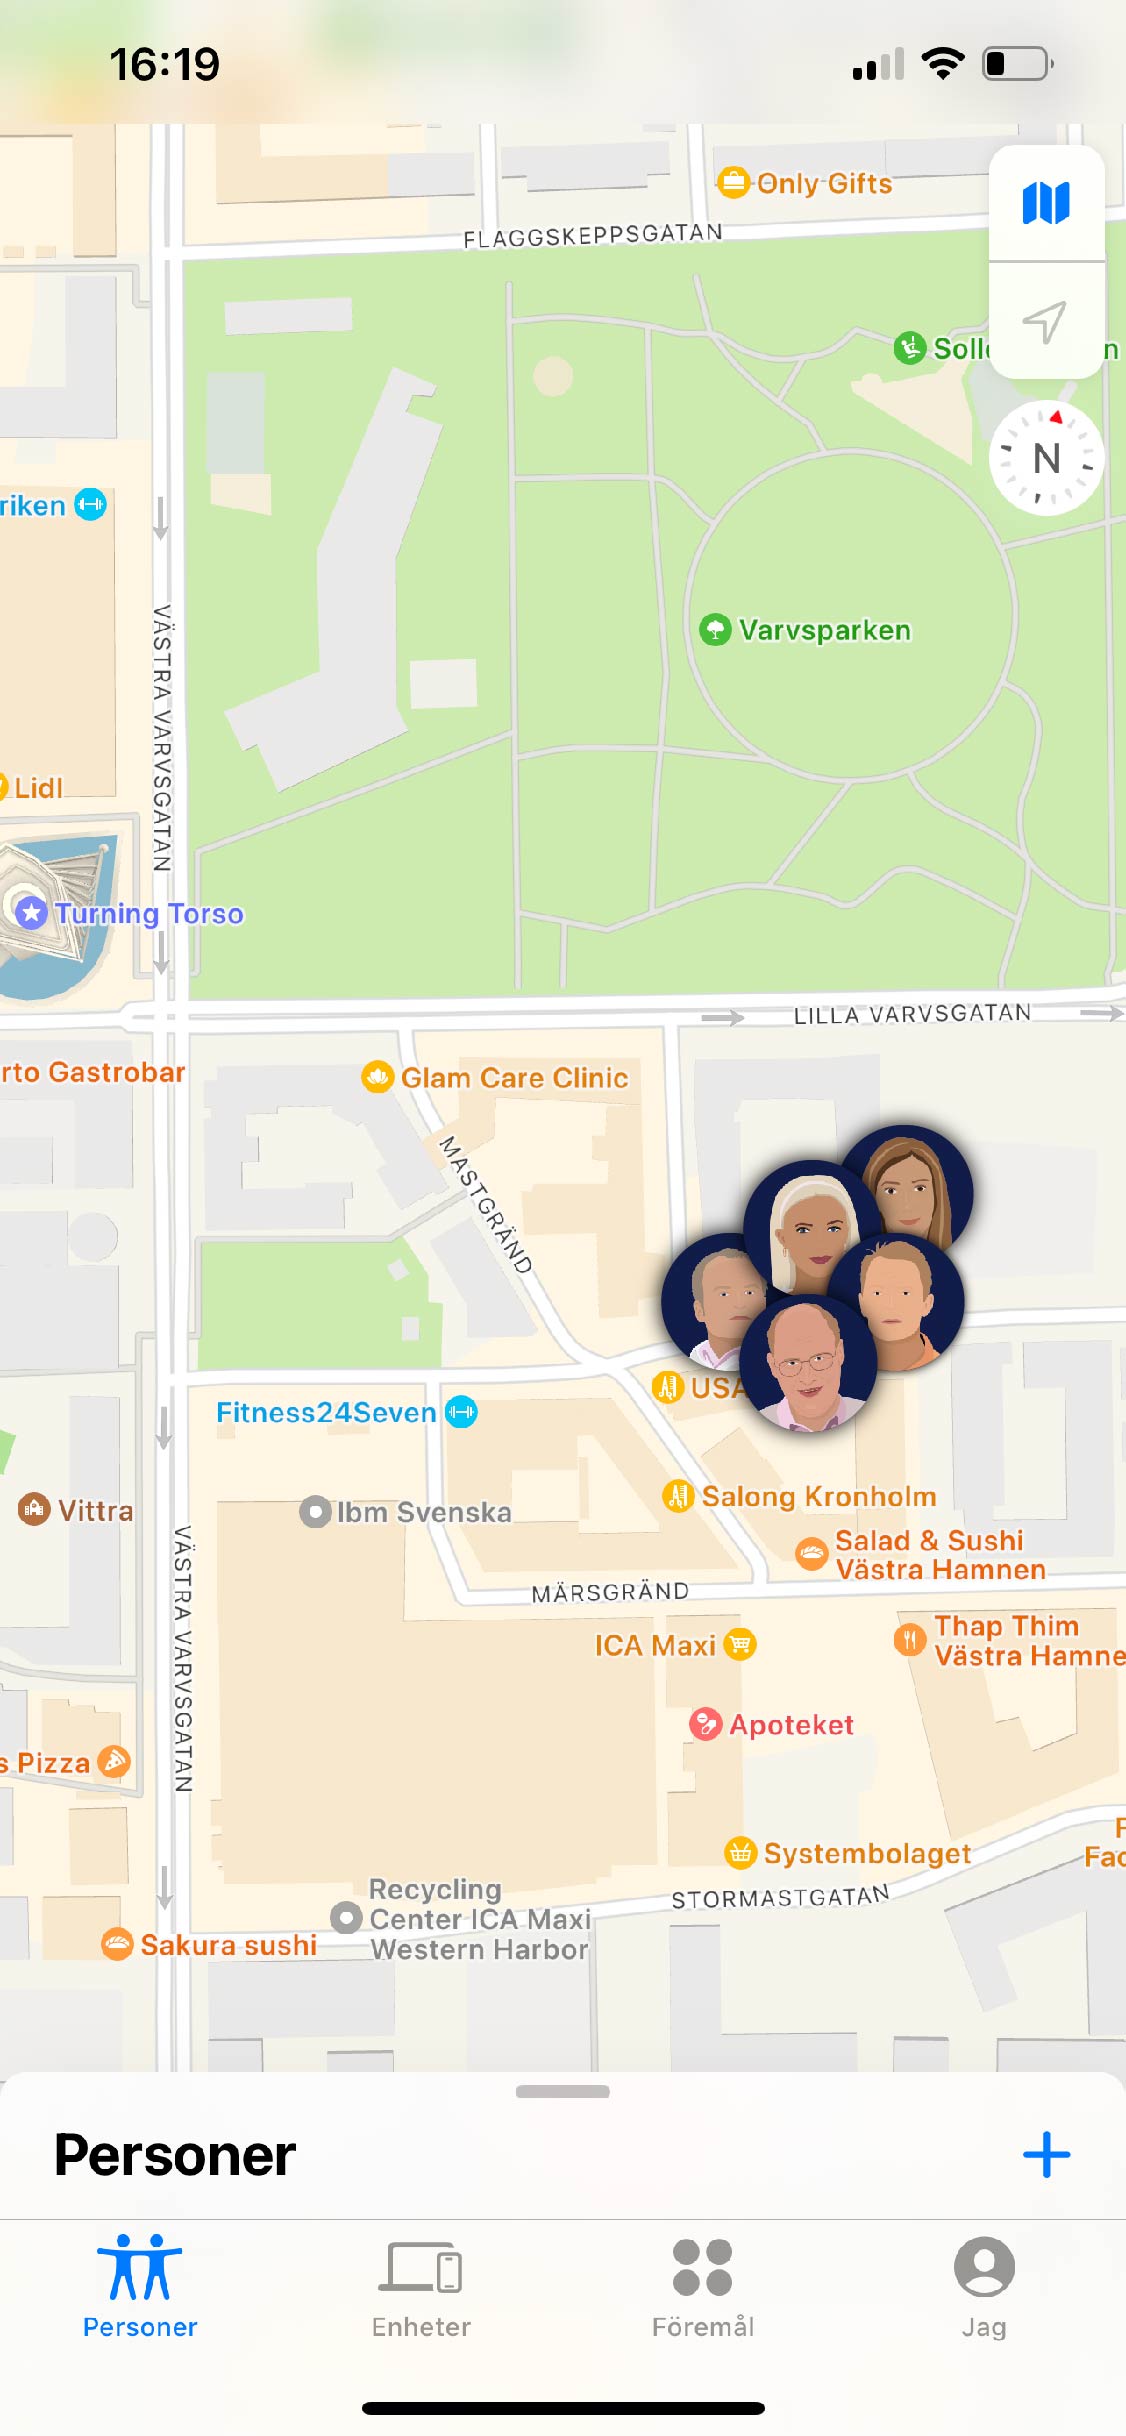 16:19
Only Gifts
FLAGGSKEPPSGATAN
N
riken
Varvsparken
VÄSTRA VARVSGATAN
Lidl
Turning Torso
LILLA VARVSGATAN
rto Gastrobar
Glam Care Clinic
MASTGRÄND
USA
Fitness24Seven
Vittra
Ibm Svenska
Salong Kronholm
Salad & Sushi
Västra Hamnen
VÄSTRA VARVSGATAN
MÄRSGRÄND
ICA Maxi
Thap Thim
Västra Hamne
Apoteket
s Pizza
Systembolaget
Fac
STORMASTGATAN
Recycling
Center ICA Maxi
Western Harbor
Sakura sushi
Personer
Personer
Enheter
Föremål
Jag